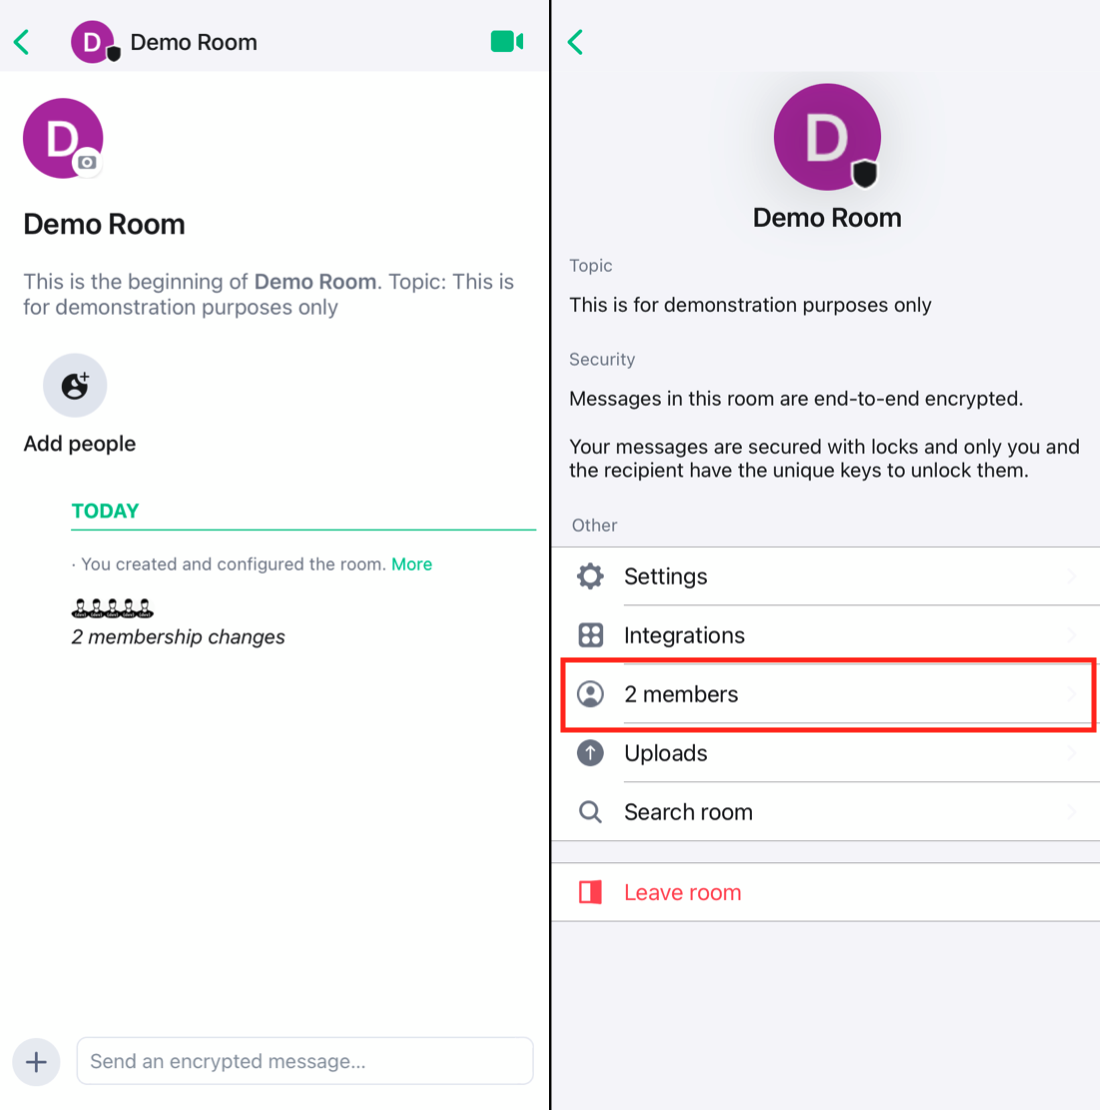 D Demo Room
D
Demo Room
This is the beginning of Demo Room. Topic: This is
for demonstration purposes only
Add people
TODAY
· You created and configured the room. More
2 membership changes
Send an encrypted message...
D
Demo Room
Topic
This is for demonstration purposes only
Security
Messages in this room are end-to-end encrypted.
Your messages are secured with locks and only you and
the recipient have the unique keys to unlock them.
Other
Settings
Integrations
2 members
Uploads
Search room
Leave room